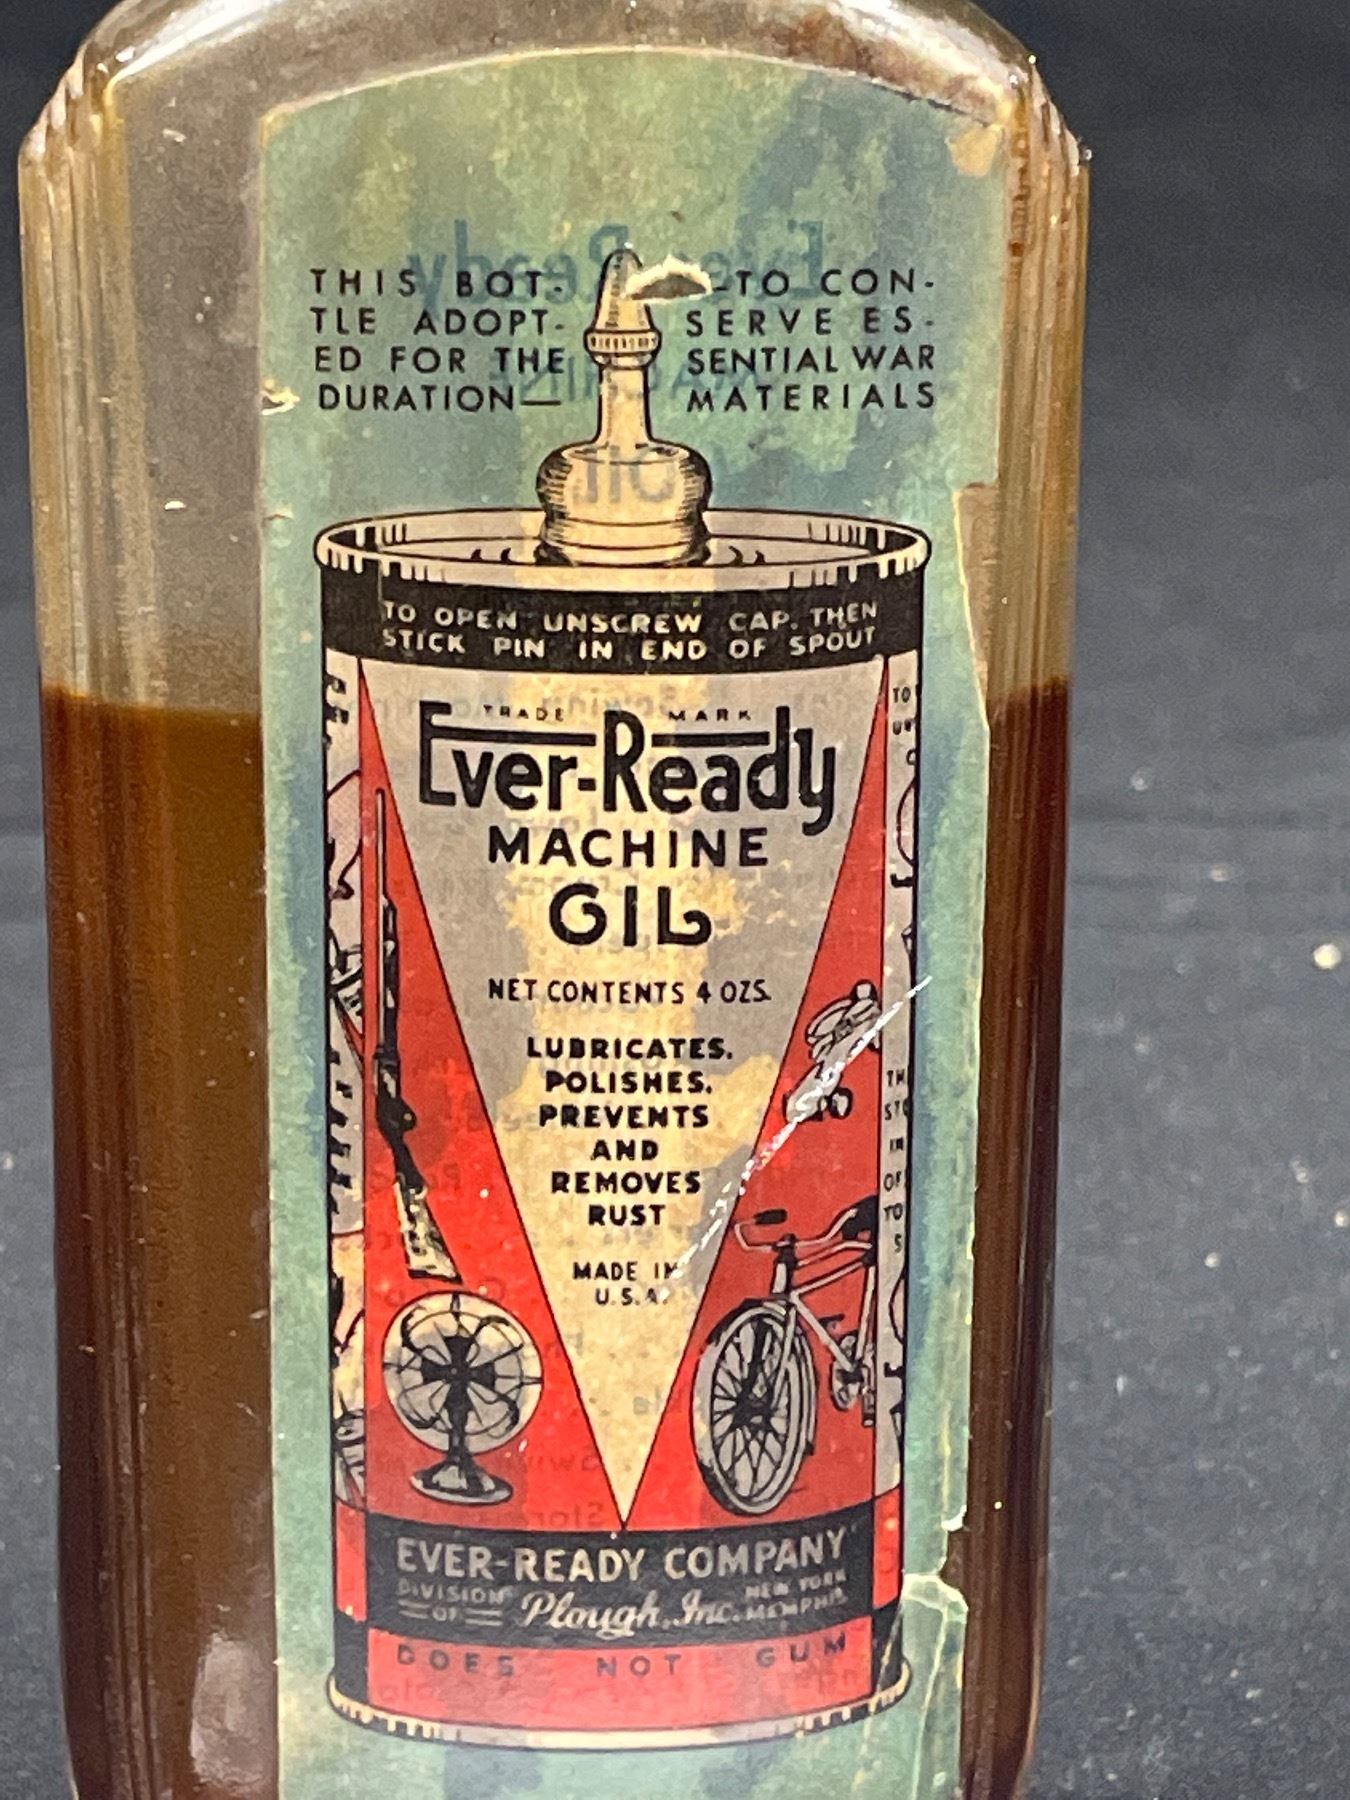 THIS BOT-
TLE ADOPT-
ED FOR THE
DURATION—
-TO CON-
SERVE ES-
SENTIAL WAR
MATERIALS
TO OPEN UNSCREW CAP. THEN
STICK PIN IN END OF SPOUT
TRADE MARK
Ever-Ready
MACHINE
OIL
NET CONTENTS 4 OZS.
LUBRICATES.
POLISHES.
PREVENTS
AND
REMOVES
RUST
MADE IN
U.S.A.
EVER-READY COMPANY
DIVISION
OF
Plough, Inc.
NEW YORK
MEMPHIS
DOES NOT GUM